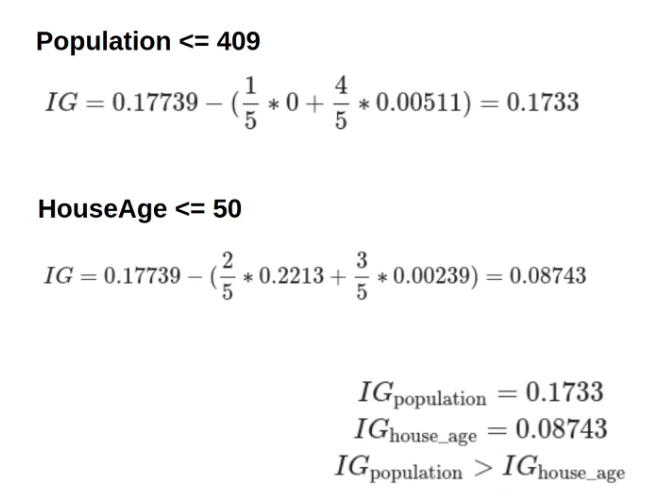 Population <= 409
IG = 0.17739 − (1/5 * 0 + 4/5 * 0.00511) = 0.1733
HouseAge <= 50
IG = 0.17739 − (2/5 * 0.2213 + 3/5 * 0.00239) = 0.08743
IG_population = 0.1733
IG_house_age = 0.08743
IG_population > IG_house_age